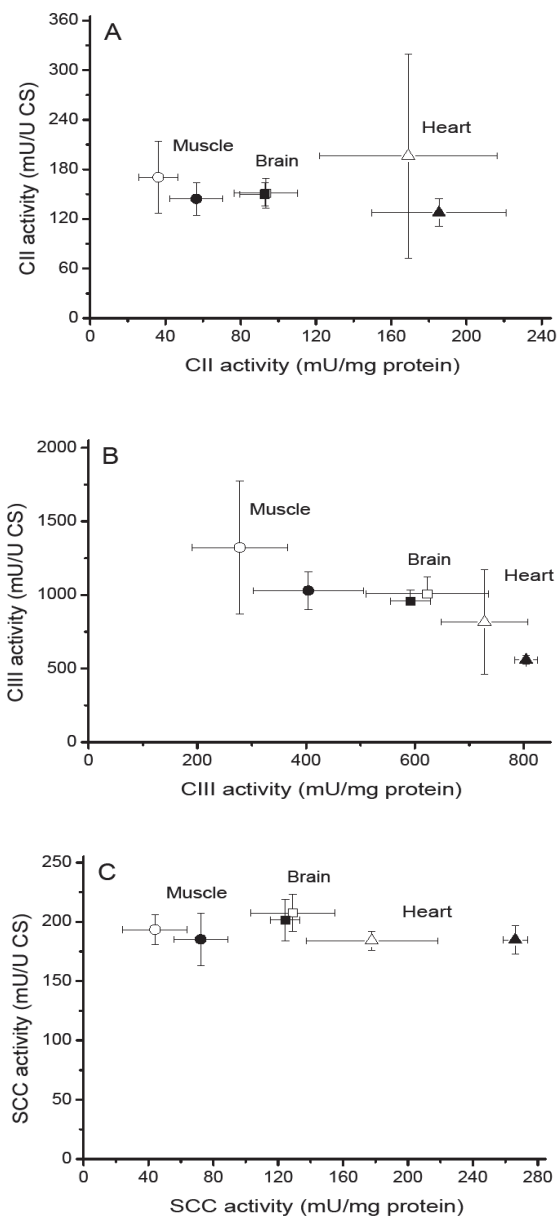 A
CII activity (mU/U CS)
360
300
240
180
120
60
0
Muscle
Brain
Heart
0 40 80 120 160 200 240
CII activity (mU/mg protein)
B
CIII activity (mU/U CS)
2000
1500
1000
500
0
Muscle
Brain
Heart
0 200 400 600 800
CIII activity (mU/mg protein)
C
SCC activity (mU/U CS)
250
200
150
100
50
0
Muscle
Brain
Heart
0 40 80 120 160 200 240 280
SCC activity (mU/mg protein)